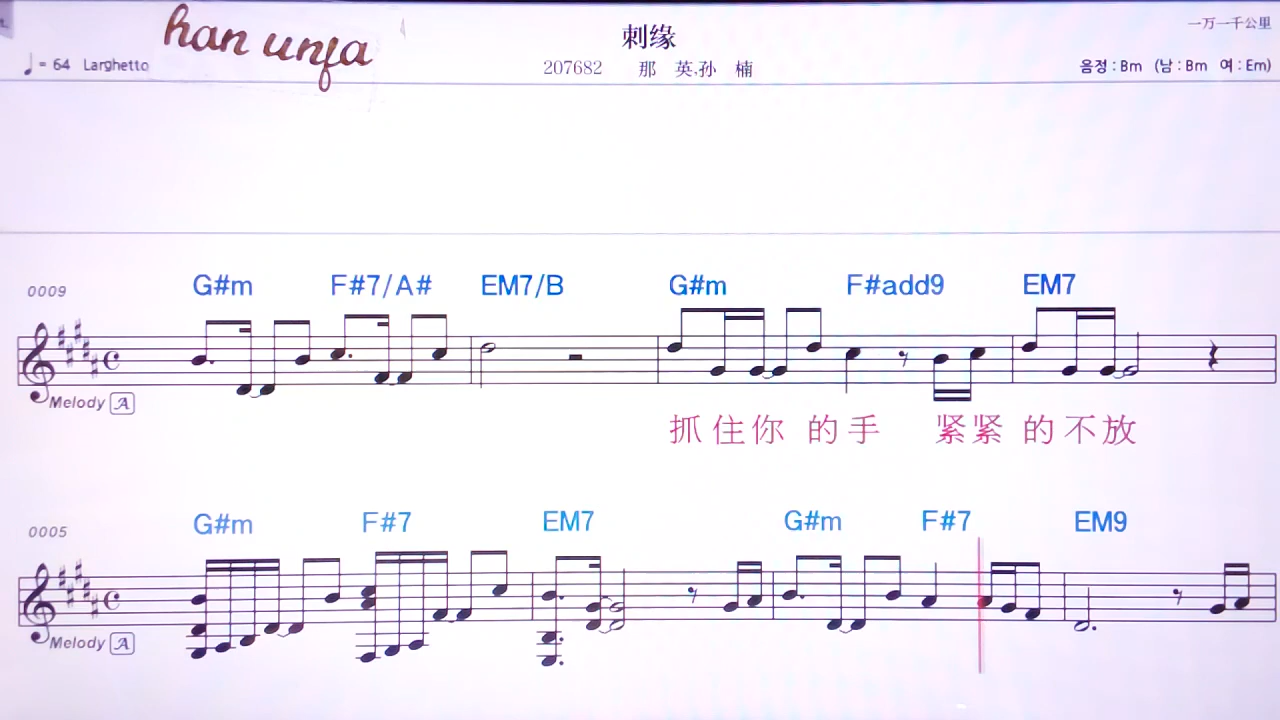 han unja
刺缘
一万一千公里
♩= 64 Larghetto
207682 那 英,孙 楠
음정 : Bm (남 : Bm 여 : Em)
0009 G#m F#7/A# EM7/B G#m F#add9 EM7
Melody A
抓住你 的手 紧紧 的不放
0005 G#m F#7 EM7 G#m F#7 EM9
Melody A